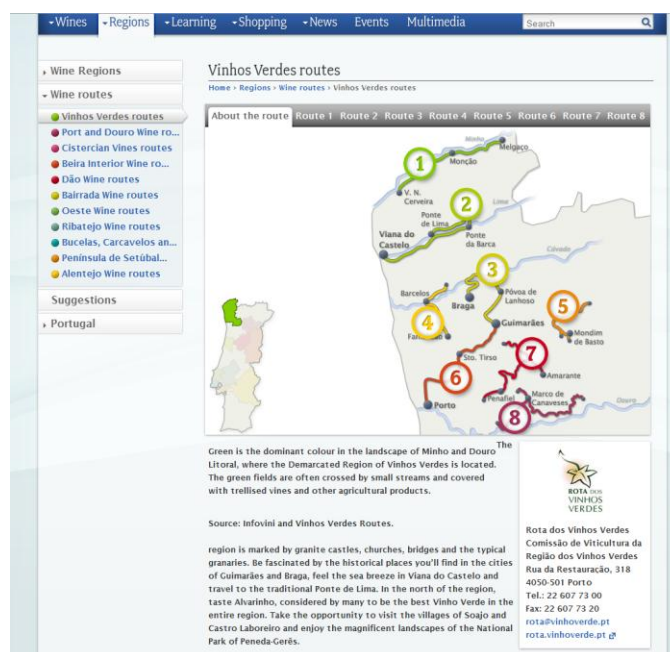 Wines
Regions
Learning
Shopping
News
Events
Multimedia
Search
Wine Regions
Wine routes
Vinhos Verdes routes
Port and Douro Wine ro...
Cistercian Vines routes
Beira Interior Wine ro...
Dão Wine routes
Bairrada Wine routes
Oeste Wine routes
Ribatejo Wine routes
Bucelas, Carcavelos an...
Península de Setúbal...
Alentejo Wine routes
Suggestions
Portugal
Vinhos Verdes routes
Home › Regions › Wine routes › Vinhos Verdes routes
About the route Route 1 Route 2 Route 3 Route 4 Route 5 Route 6 Route 7 Route 8
Minho
Melgaço
1
Monção
V. N.
Cerveira
2
Lima
Ponte
de Lima
Viana do
Castelo
Ponte
da Barca
Cávado
3
Barcelos
Braga
Póvoa de
Lanhoso
4
5
Guimarães
Mondim
de Basto
Sto. Tirso
7
6
Amarante
Porto
Penafiel
Marco de
Canaveses
Douro
8
The
Green is the dominant colour in the landscape of Minho and Douro
Litoral, where the Demarcated Region of Vinhos Verdes is located.
The green fields are often crossed by small streams and covered
with trellised vines and other agricultural products.
Source: Infovini and Vinhos Verdes Routes.
region is marked by granite castles, churches, bridges and the typical
granaries. Be fascinated by the historical places you'll find in the cities
of Guimarães and Braga, feel the sea breeze in Viana do Castelo and
travel to the traditional Ponte de Lima. In the north of the region,
taste Alvarinho, considered by many to be the best Vinho Verde in the
entire region. Take the opportunity to visit the villages of Soajo and
Castro Laboreiro and enjoy the magnificent landscapes of the National
Park of Peneda-Gerês.
ROTA DOS
VINHOS
VERDES
Rota dos Vinhos Verdes
Comissão de Viticultura da
Região dos Vinhos Verdes
Rua da Restauração, 318
4050-501 Porto
Tel.: 22 607 73 00
Fax: 22 607 73 20
rota@vinhoverde.pt
rota.vinhoverde.pt